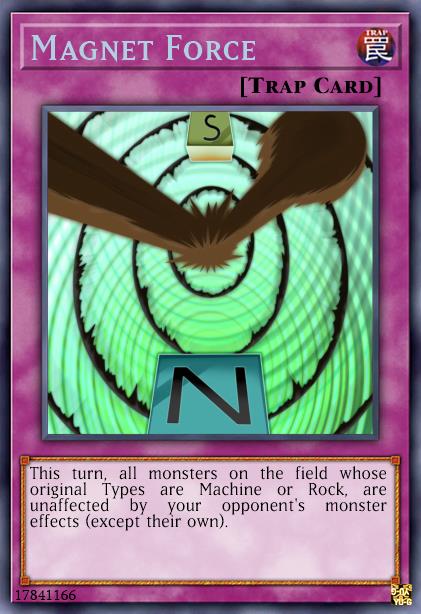 Magnet Force
TRAP
罠
[Trap Card]
S
N
This turn, all monsters on the field whose
original Types are Machine or Rock, are
unaffected by your opponent's monster
effects (except their own).
17841166